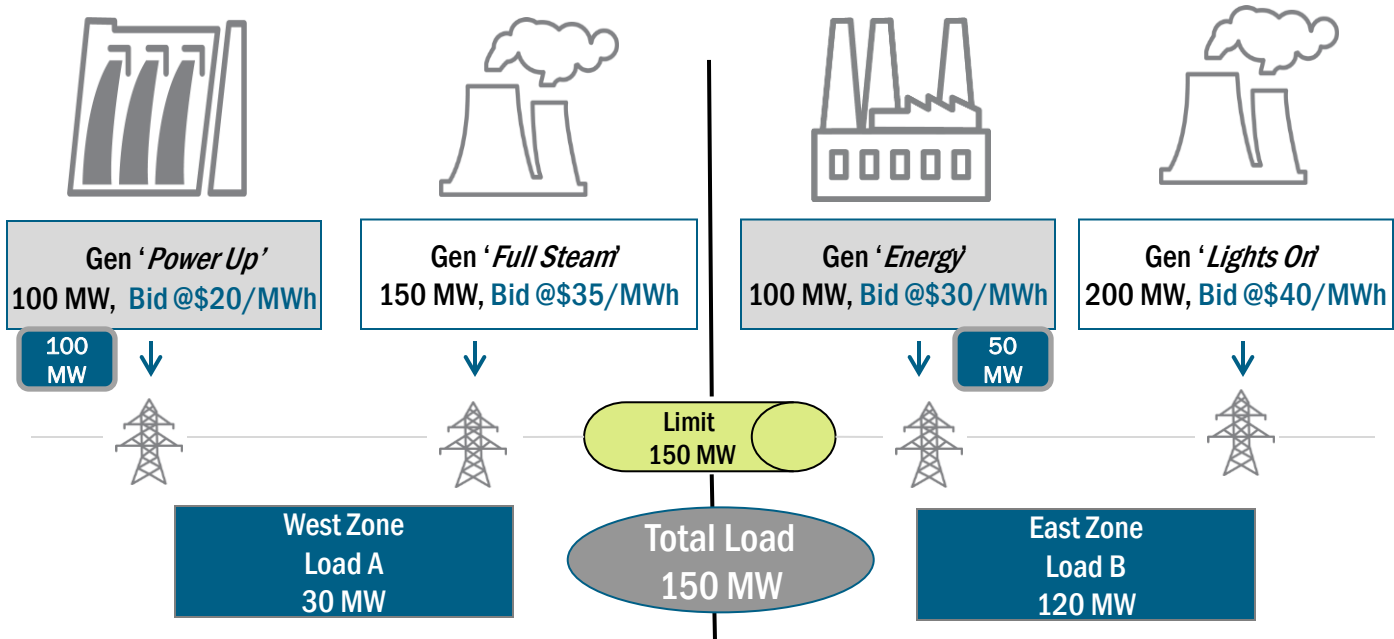 Gen ‘Power Up’
100 MW, Bid @$20/MWh
Gen ‘Full Steam’
150 MW, Bid @$35/MWh
Gen ‘Energy’
100 MW, Bid @$30/MWh
Gen ‘Lights On’
200 MW, Bid @$40/MWh
100
MW
50
MW
Limit
150 MW
West Zone
Load A
30 MW
Total Load
150 MW
East Zone
Load B
120 MW